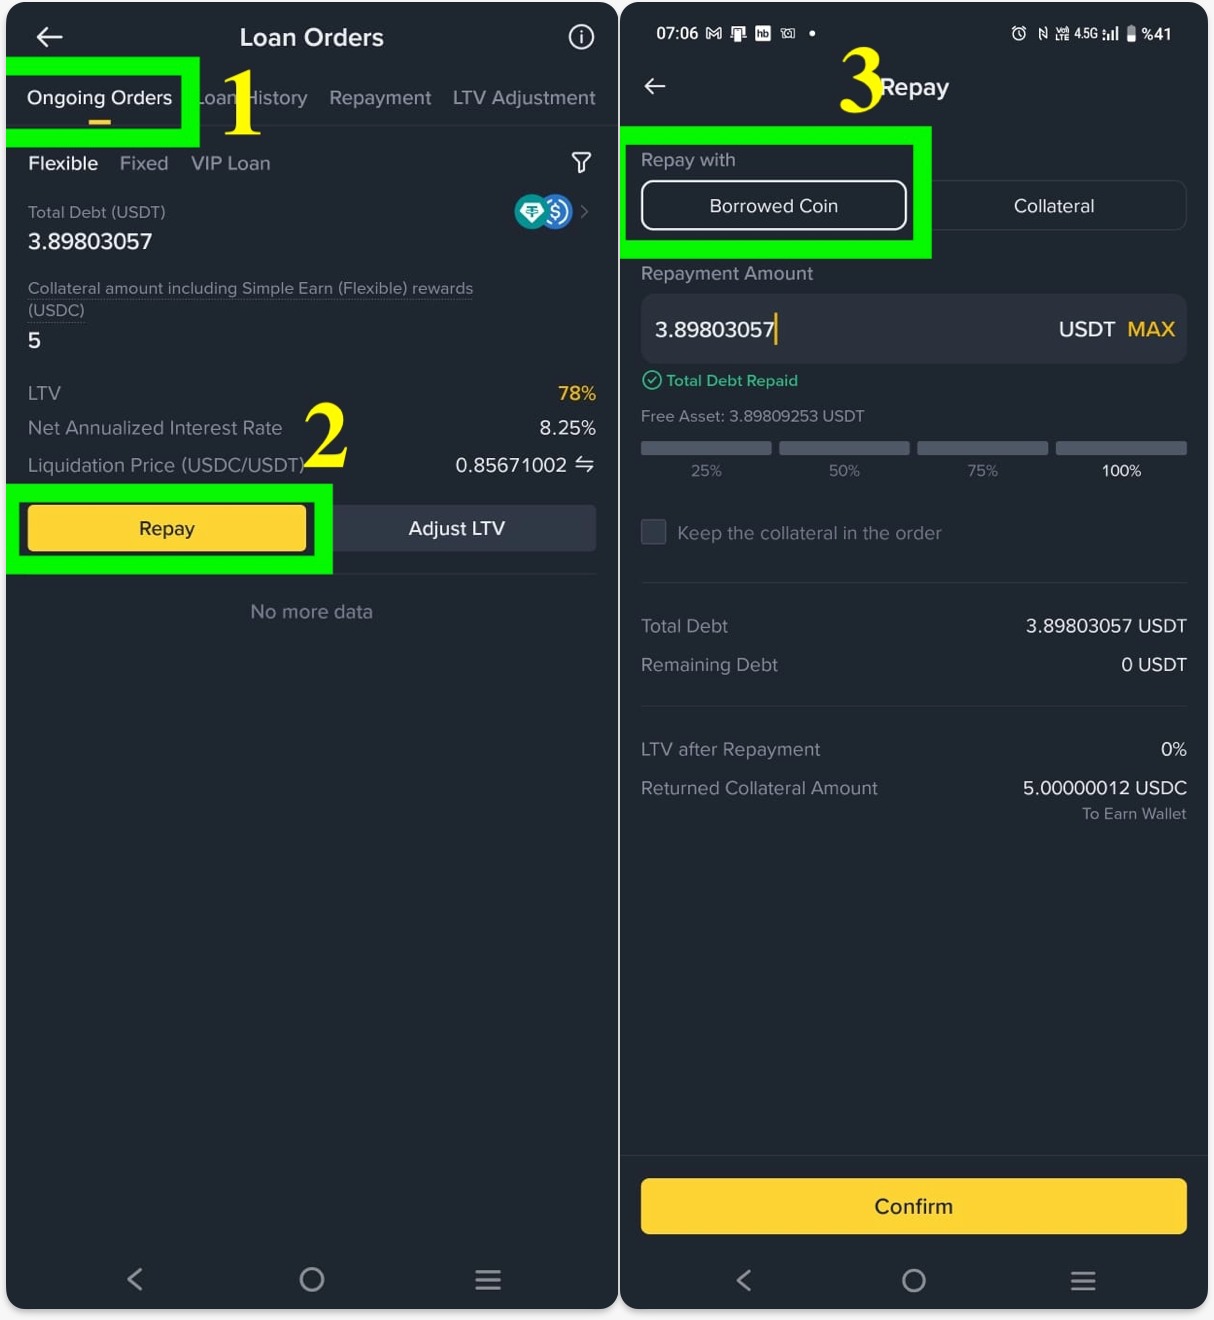 Loan Orders
1
Ongoing Orders Loan History Repayment LTV Adjustment
Flexible Fixed VIP Loan
Total Debt (USDT)
3.89803057
Collateral amount including Simple Earn (Flexible) rewards
(USDC)
5
LTV 78%
2
Net Annualized Interest Rate 8.25%
Liquidation Price (USDC/USDT) 0.85671002
Repay Adjust LTV
No more data
07:06 hb 4.5G %41
3
Repay
Repay with
Borrowed Coin Collateral
Repayment Amount
3.89803057 USDT MAX
Total Debt Repaid
Free Asset: 3.89809253 USDT
25% 50% 75% 100%
Keep the collateral in the order
Total Debt 3.89803057 USDT
Remaining Debt 0 USDT
LTV after Repayment 0%
Returned Collateral Amount 5.00000012 USDC
To Earn Wallet
Confirm